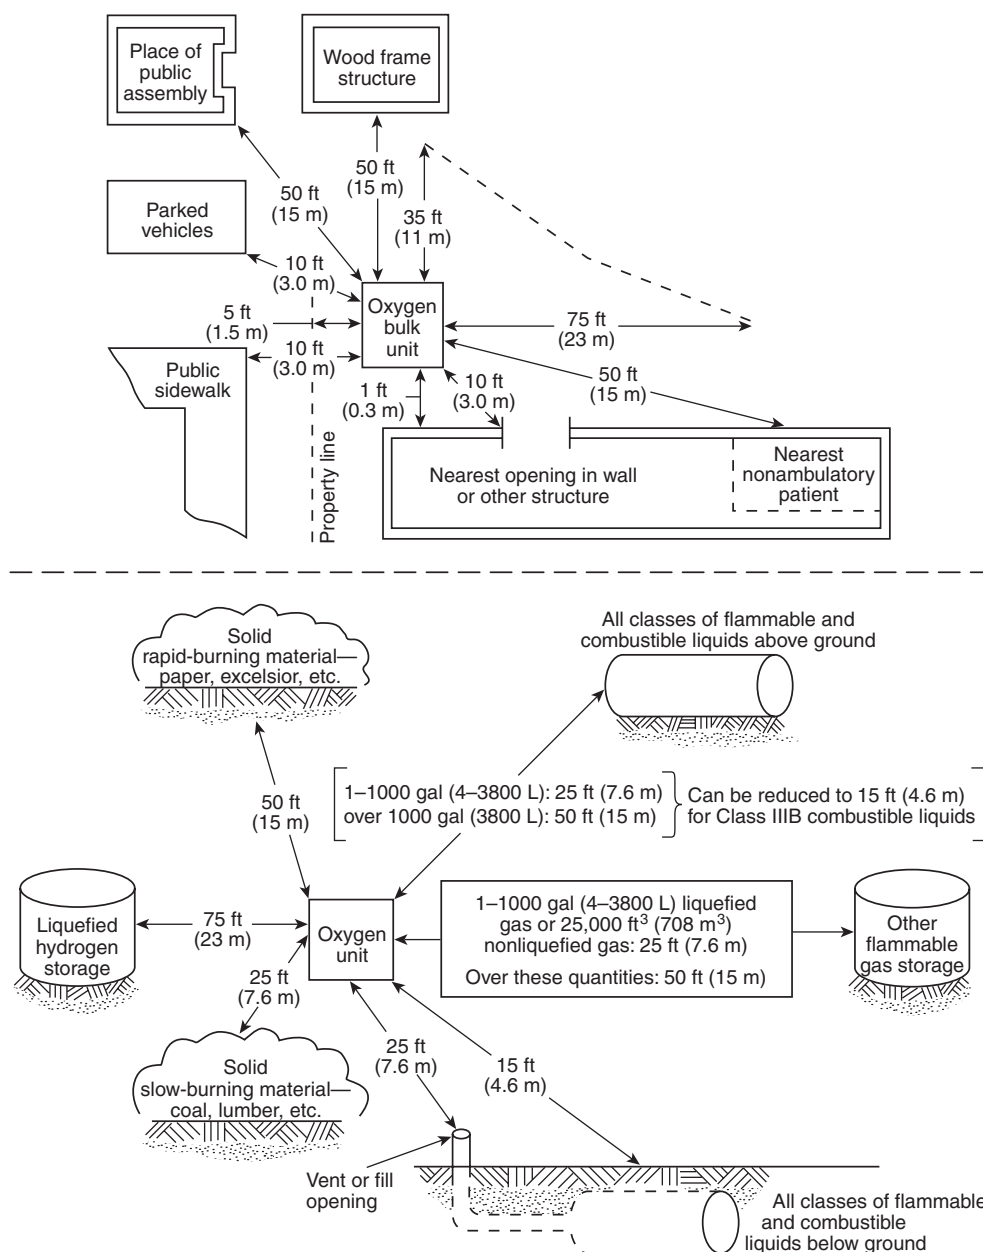 Place of
public
assembly
Wood frame
structure
50 ft
(15 m)
50 ft
(15 m)
35 ft
(11 m)
Parked
vehicles
10 ft
(3.0 m)
5 ft
(1.5 m)
Oxygen
bulk
unit
75 ft
(23 m)
Public
sidewalk
10 ft
(3.0 m)
1 ft
(0.3 m)
10 ft
(3.0 m)
50 ft
(15 m)
Property line
Nearest opening in wall
or other structure
Nearest
nonambulatory
patient
Solid
rapid-burning material—
paper, excelsior, etc.
All classes of flammable and
combustible liquids above ground
50 ft
(15 m)
1–1000 gal (4–3800 L): 25 ft (7.6 m)
over 1000 gal (3800 L): 50 ft (15 m)
Can be reduced to 15 ft (4.6 m)
for Class IIIB combustible liquids
Liquefied
hydrogen
storage
75 ft
(23 m)
Oxygen
unit
1–1000 gal (4–3800 L) liquefied
gas or 25,000 ft³ (708 m³)
nonliquefied gas: 25 ft (7.6 m)
Over these quantities: 50 ft (15 m)
Other
flammable
gas storage
25 ft
(7.6 m)
Solid
slow-burning material—
coal, lumber, etc.
25 ft
(7.6 m)
15 ft
(4.6 m)
Vent or fill
opening
All classes of flammable
and combustible
liquids below ground